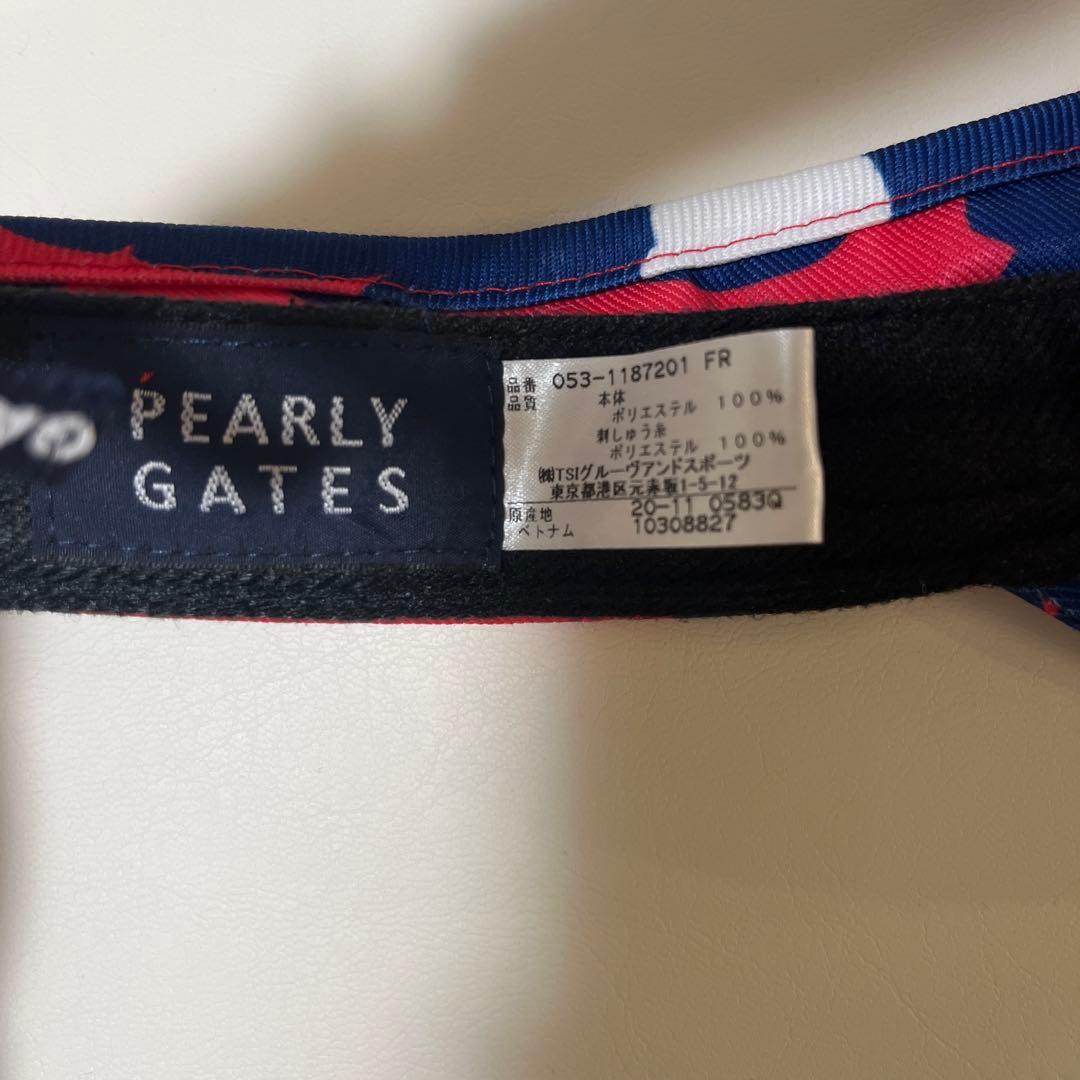 PEARLY
GATES
品番 053-1187201 FR
品質 本体
ポリエステル 100%
刺しゅう糸
ポリエステル 100%
㈱TSIグルーヴアンドスポーツ
東京都港区元赤坂1-5-12
原産地 20-11 0583Q
ベトナム 10308827